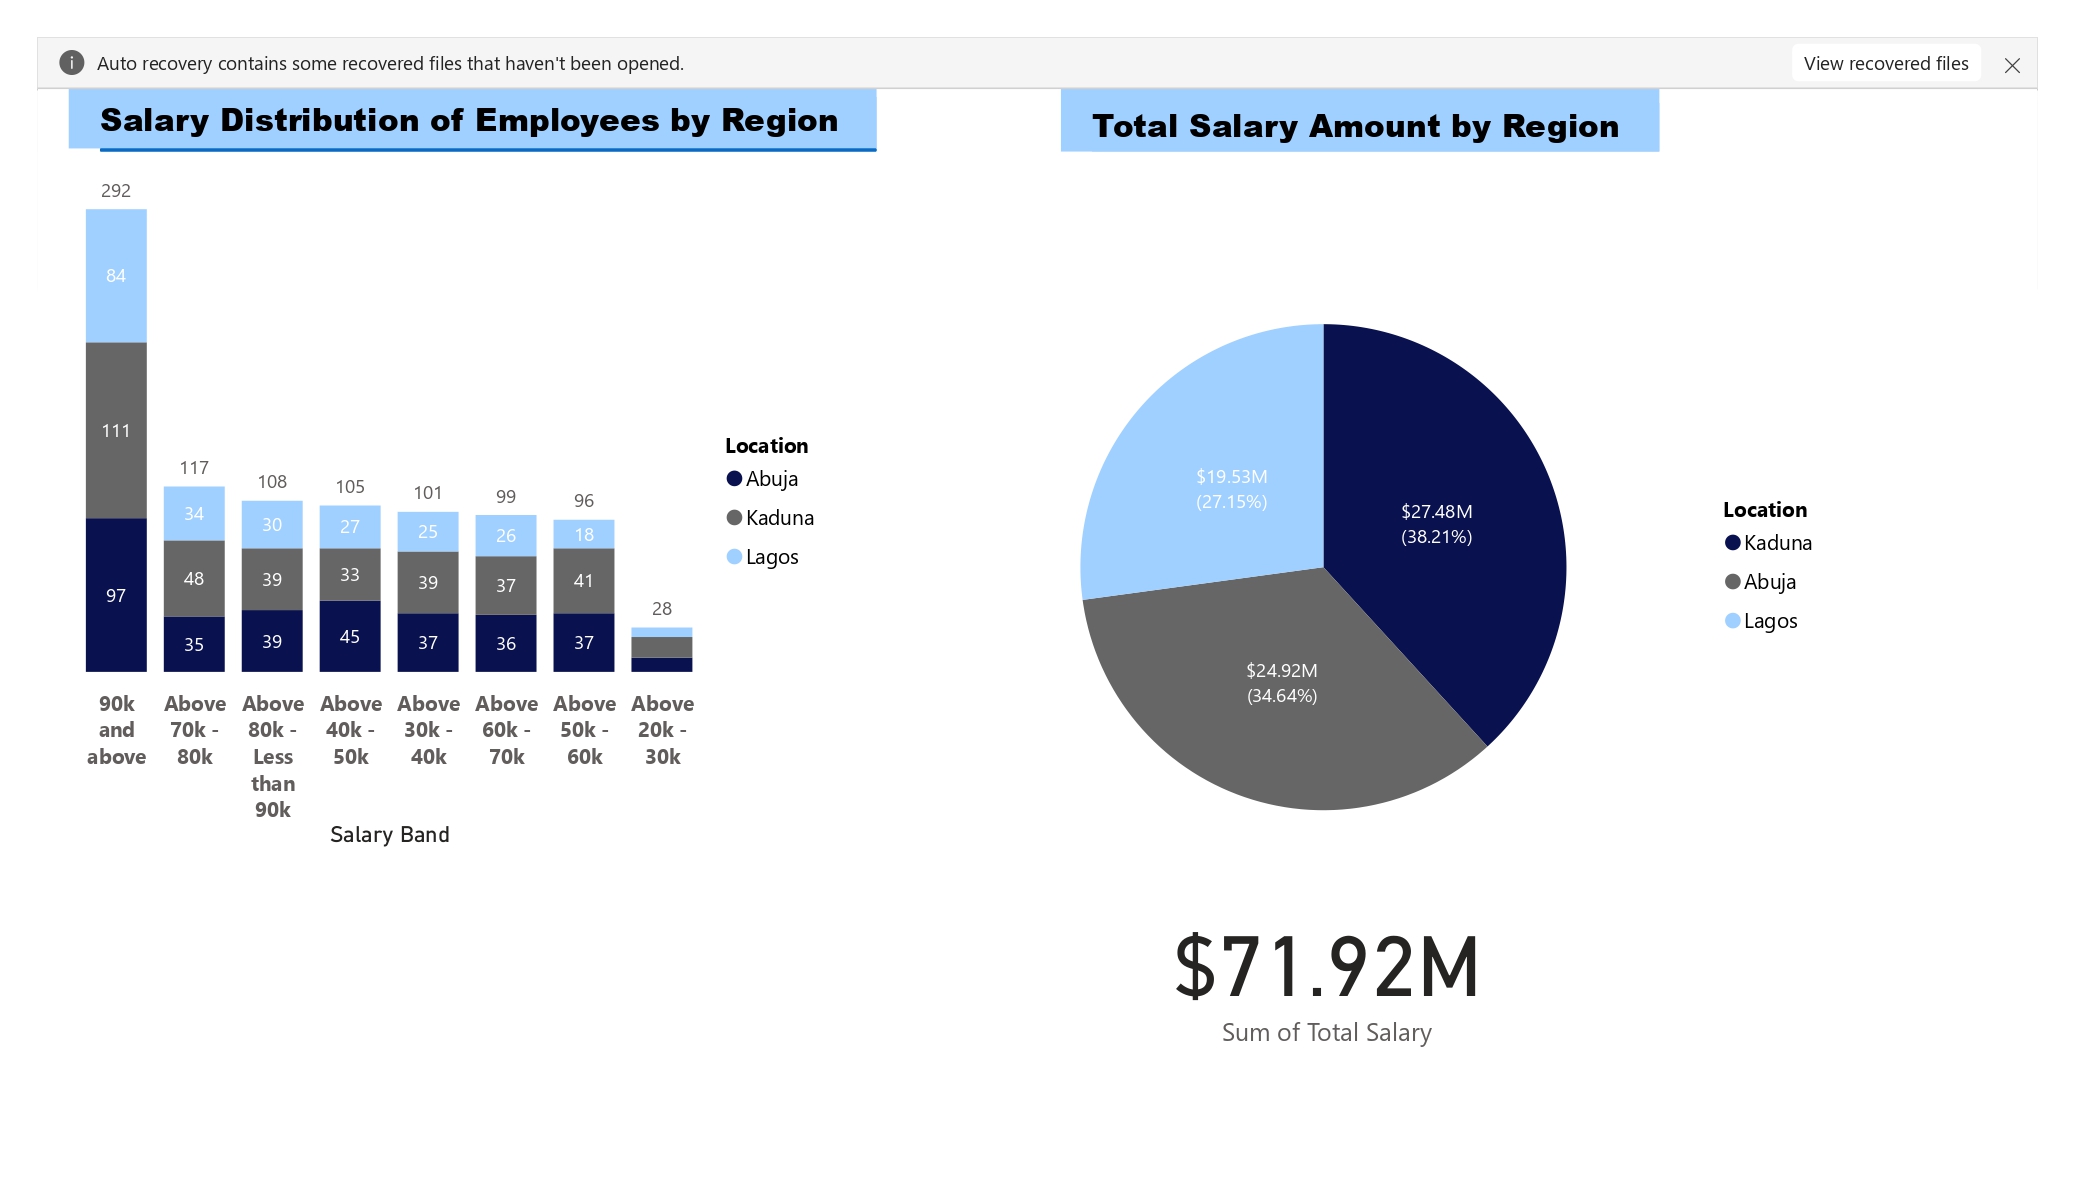 Auto recovery contains some recovered files that haven't been opened.
View recovered files
Salary Distribution of Employees by Region
292
84
111
97
117
34
48
35
108
30
39
39
105
27
33
45
101
25
39
37
99
26
37
36
96
18
41
37
28
90k
and
above
Above
70k -
80k
Above
80k -
Less
than
90k
Above
40k -
50k
Above
30k -
40k
Above
60k -
70k
Above
50k -
60k
Above
20k -
30k
Salary Band
Location
Abuja
Kaduna
Lagos
Total Salary Amount by Region
$19.53M
(27.15%)
$27.48M
(38.21%)
$24.92M
(34.64%)
Location
Kaduna
Abuja
Lagos
$71.92M
Sum of Total Salary